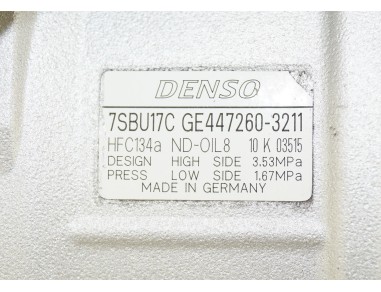 DENSO
7SBU17C GE447260-3211
HFC134a ND-OIL8 10 K 03515
DESIGN HIGH SIDE 3.53MPa
PRESS LOW SIDE 1.67MPa
MADE IN GERMANY